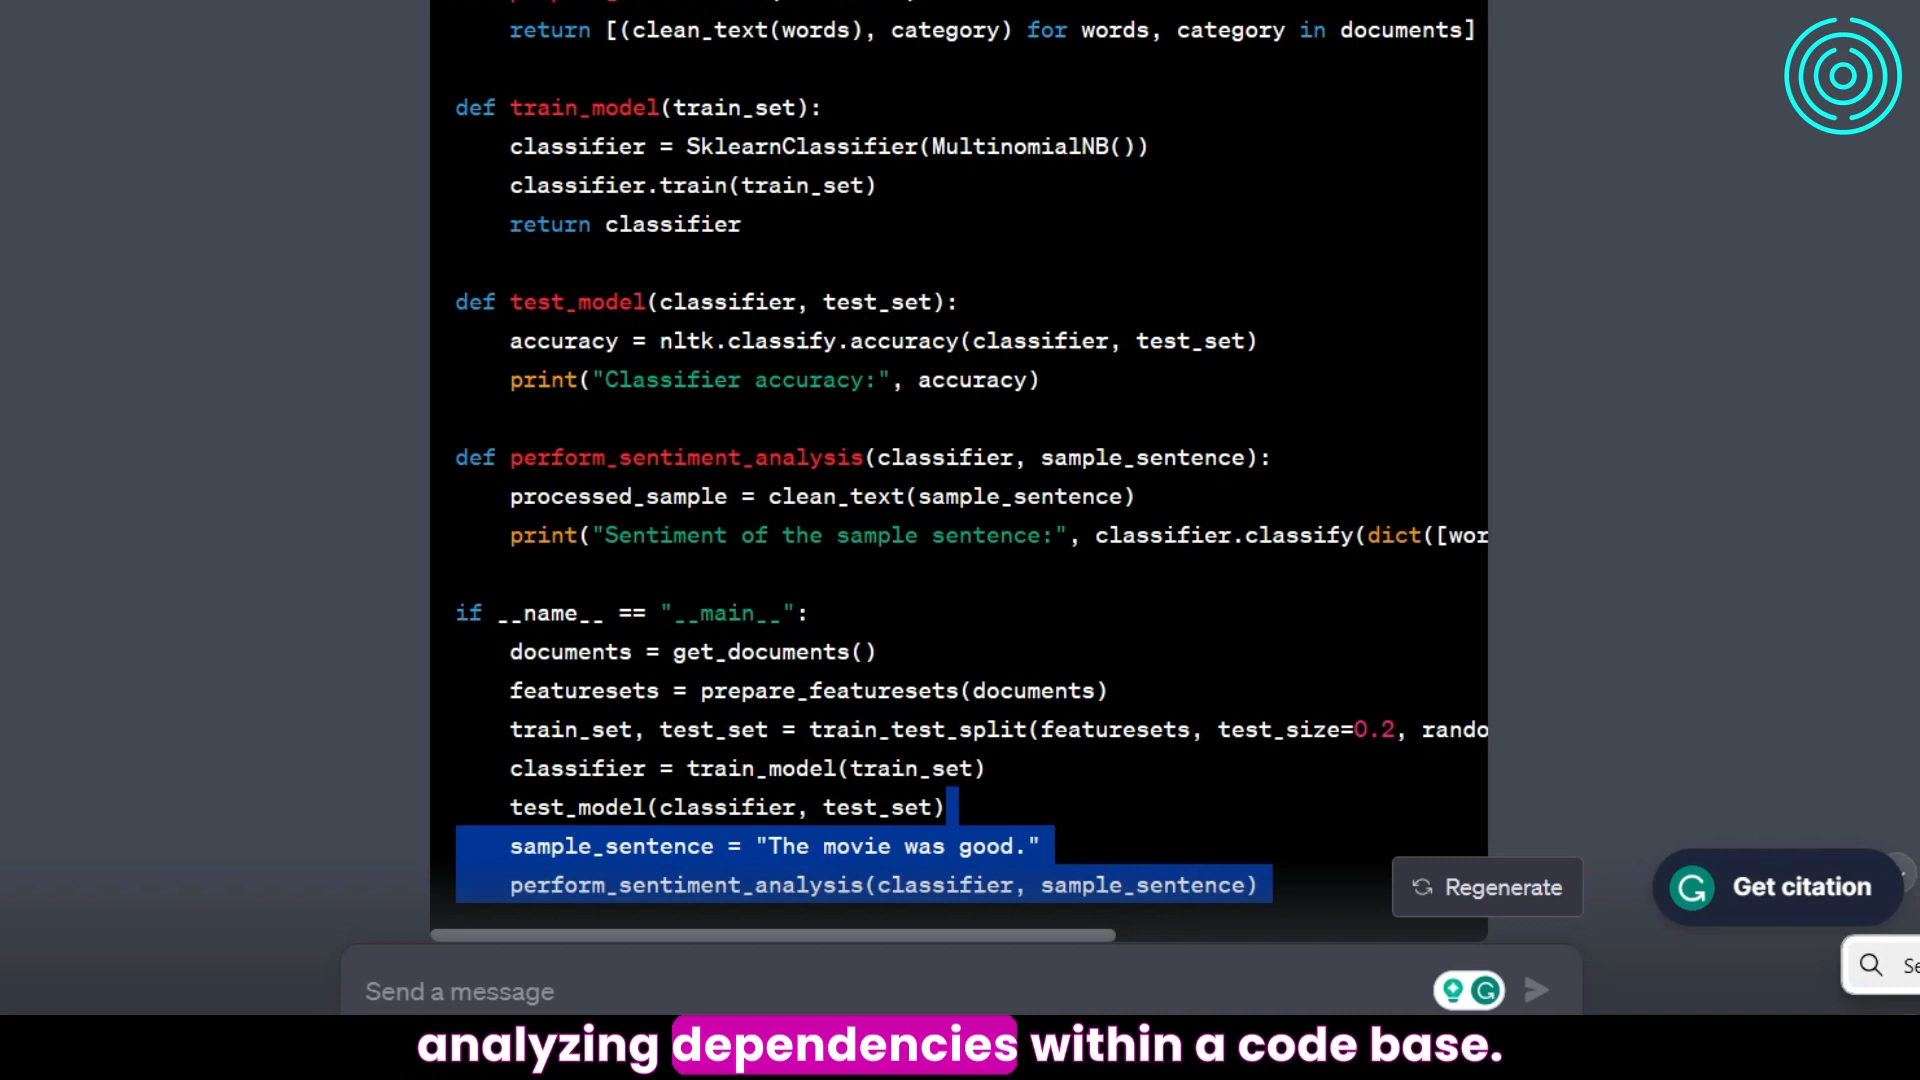 return [(clean_text(words), category) for words, category in documents]
def train_model(train_set):
classifier = SklearnClassifier(MultinomialNB())
classifier.train(train_set)
return classifier
def test_model(classifier, test_set):
accuracy = nltk.classify.accuracy(classifier, test_set)
print("Classifier accuracy:", accuracy)
def perform_sentiment_analysis(classifier, sample_sentence):
processed_sample = clean_text(sample_sentence)
print("Sentiment of the sample sentence:", classifier.classify(dict([wor
if __name__ == "__main__":
documents = get_documents()
featuresets = prepare_featuresets(documents)
train_set, test_set = train_test_split(featuresets, test_size=0.2, rando
classifier = train_model(train_set)
test_model(classifier, test_set)
sample_sentence = "The movie was good."
perform_sentiment_analysis(classifier, sample_sentence)
Regenerate
Get citation
Se
Send a message
analyzing dependencies within a code base.